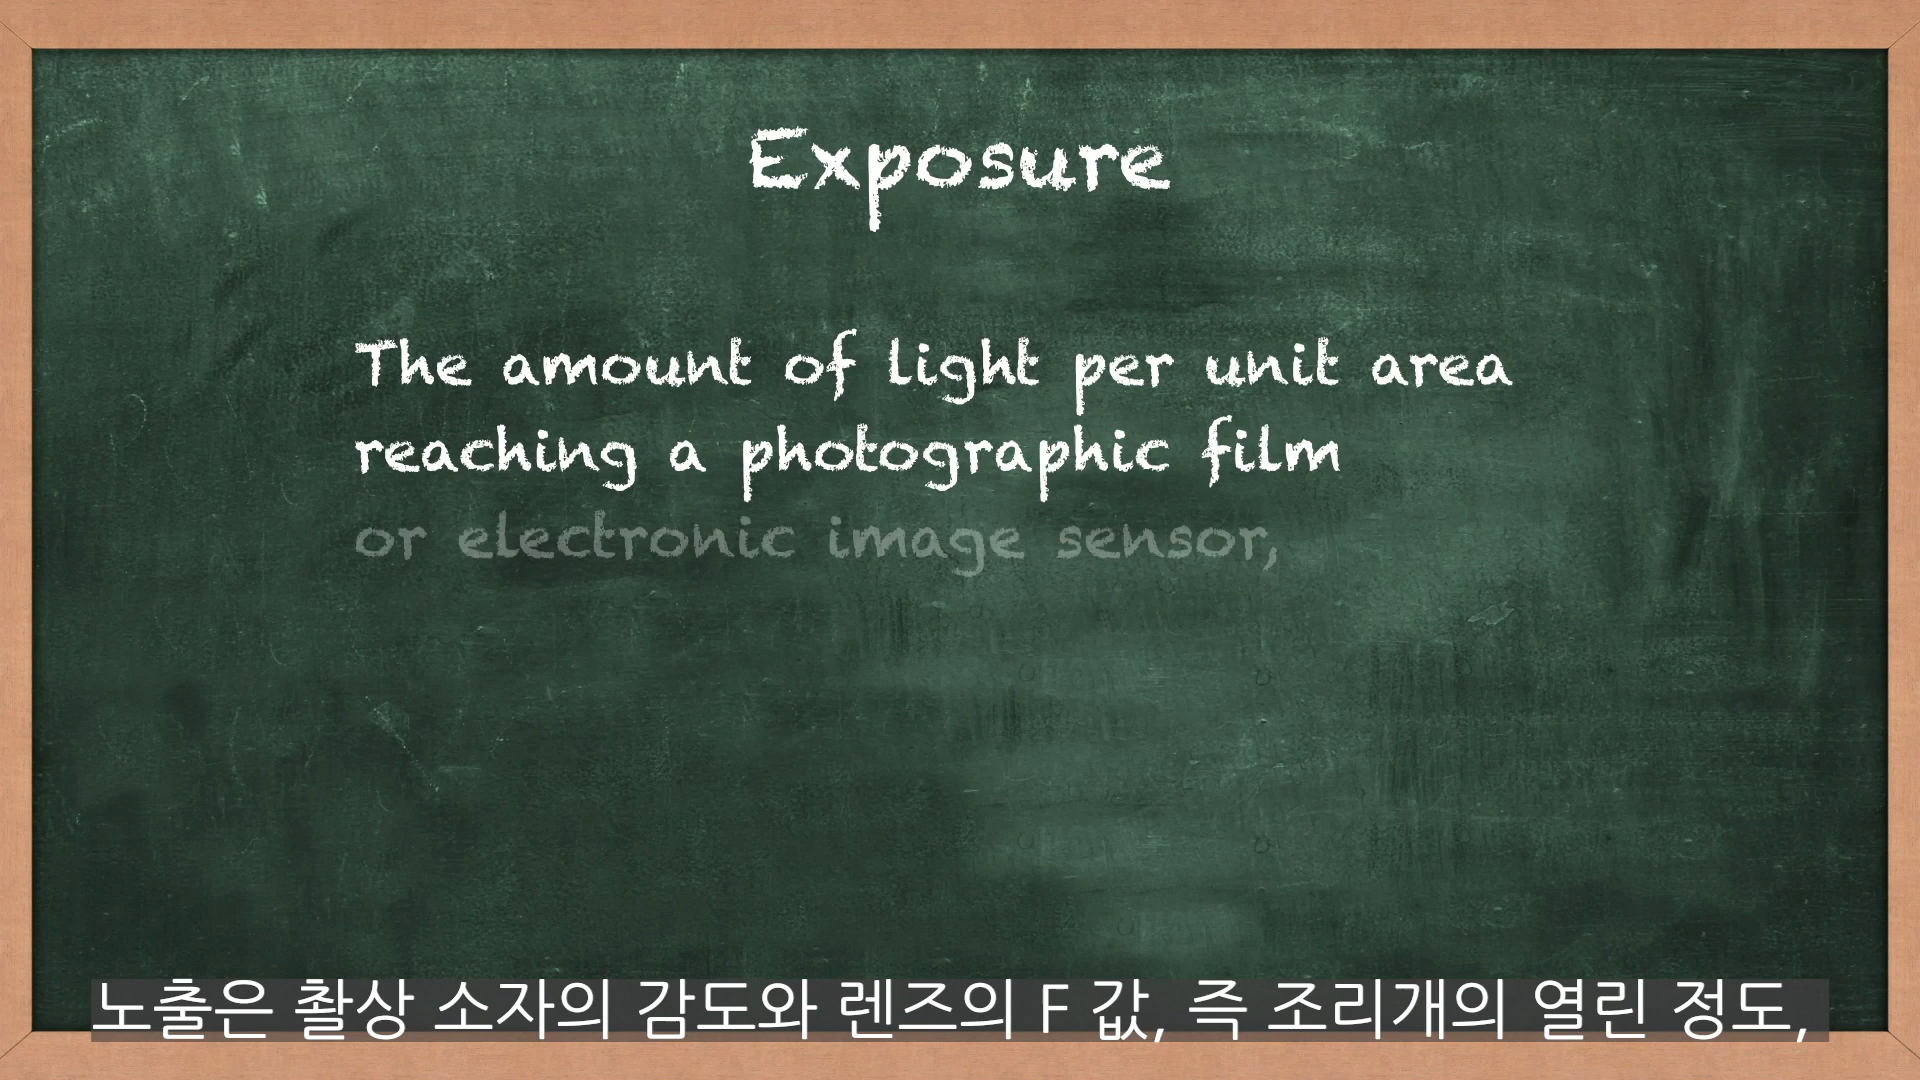 Exposure
The amount of light per unit area
reaching a photographic film
or electronic image sensor,
노출은 촬상 소자의 감도와 렌즈의 F 값, 즉 조리개의 열린 정도,